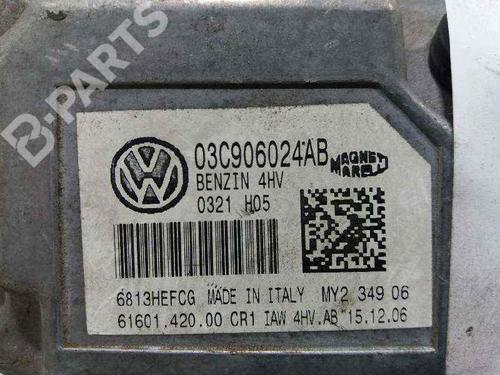 B-PARTS
VW
03C906024AB
MAGNETI
MARELLI
BENZIN 4HV
0321 H05
6813HEFCG MADE IN ITALY MY2 349 06
61601.420.00 CR1 IAW 4HV.AB 15.12.06